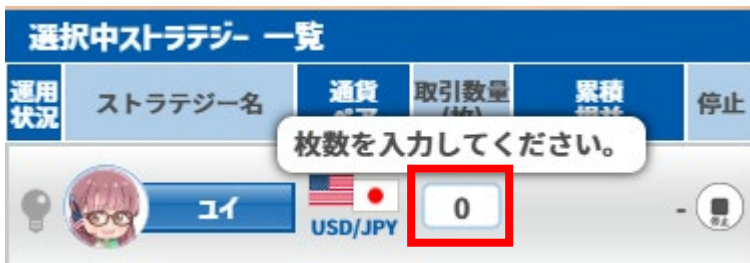 選択中ストラテジー 一覧
運用
状況
ストラテジー名
通貨
取引数量
累積
停止
枚数を入力してください。
ユイ
USD/JPY
0
-
停止